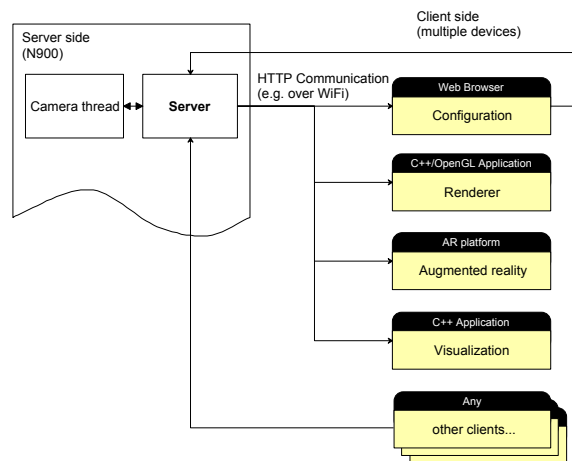 Server side
(N900)
Client side
(multiple devices)
Camera thread
Server
HTTP Communication
(e.g. over WiFi)
Web Browser
Configuration
C++/OpenGL Application
Renderer
AR platform
Augmented reality
C++ Application
Visualization
Any
other clients...